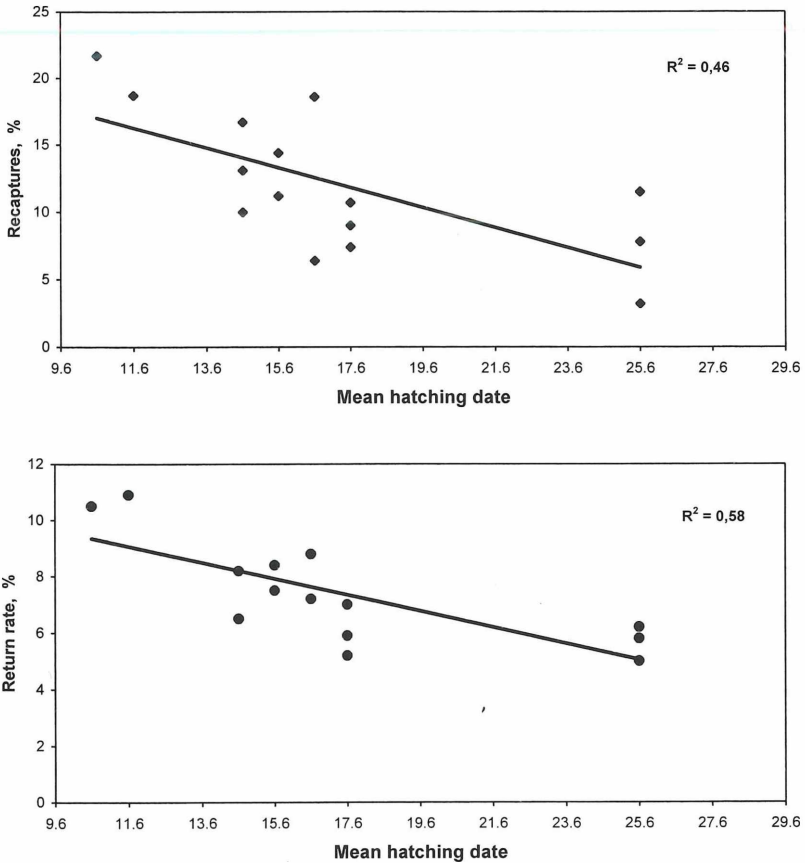 25
20
15
10
5
0
Recaptures, %
R² = 0,46
9.6 11.6 13.6 15.6 17.6 19.6 21.6 23.6 25.6 27.6 29.6
Mean hatching date
12
10
8
6
4
2
0
Return rate, %
R² = 0,58
9.6 11.6 13.6 15.6 17.6 19.6 21.6 23.6 25.6 27.6 29.6
Mean hatching date